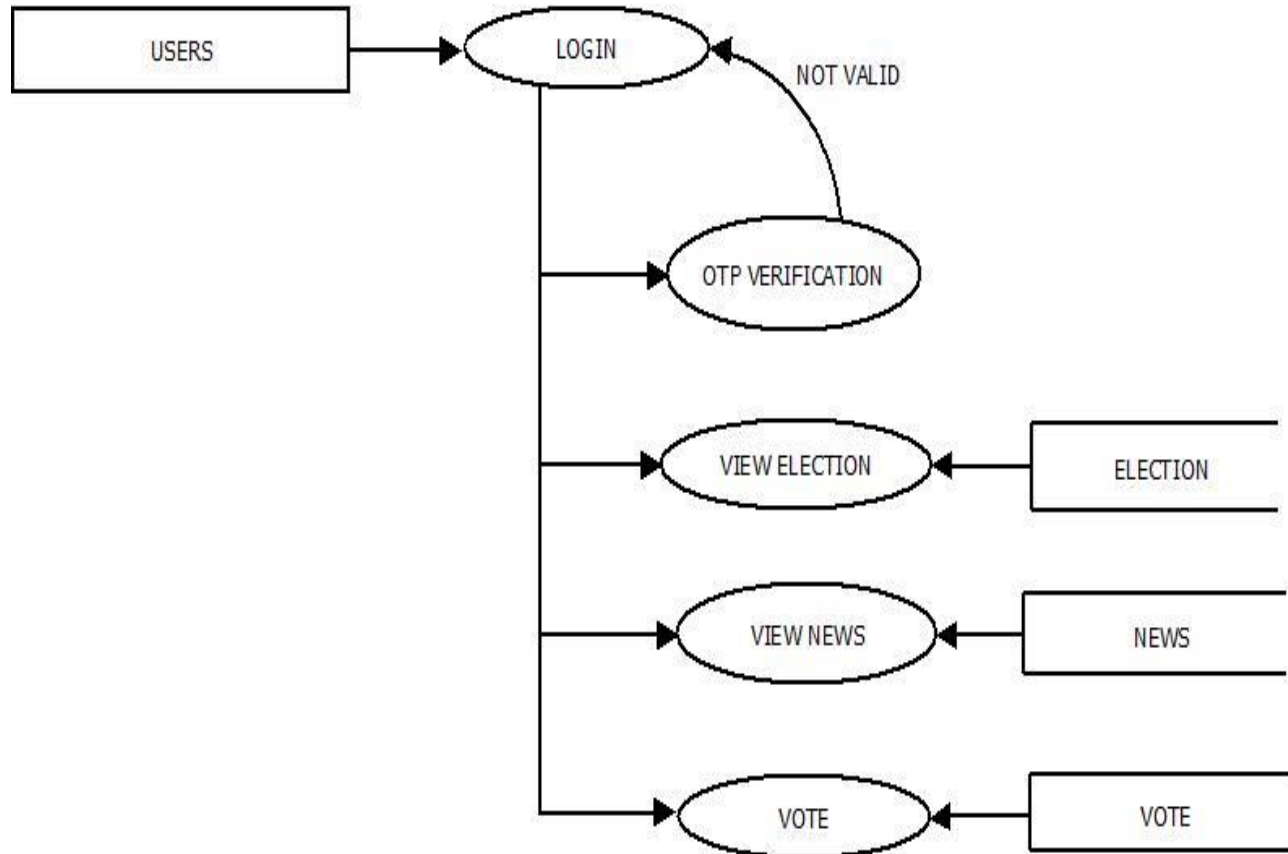 USERS
LOGIN
NOT VALID
OTP VERIFICATION
VIEW ELECTION
ELECTION
VIEW NEWS
NEWS
VOTE
VOTE